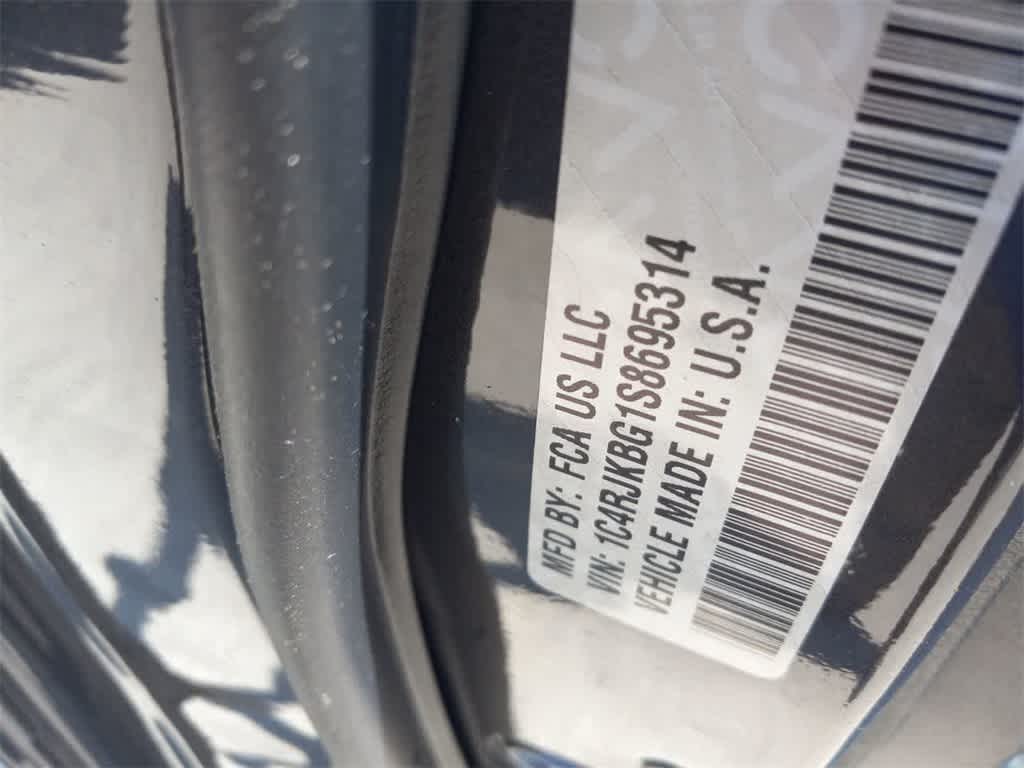 MFD BY: FCA US LLC
VIN: 1C4RJKBG1S8695314
VEHICLE MADE IN: U.S.A.